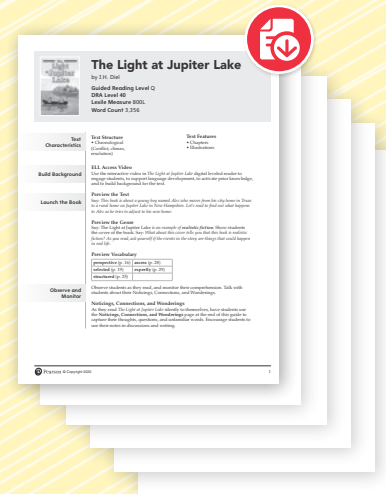 The Light
at Jupiter
Lake
The Light at Jupiter Lake
by J.H. Diel
Guided Reading Level Q
DRA Level 40
Lexile Measure 800L
Word Count 3,356
Text
Characteristics
Text Structure
• Chronological
(Conflict, climax,
resolution)
Text Features
• Chapters
• Illustrations
Build Background
ELL Access Video
Use the interactive video in The Light at Jupiter Lake digital leveled reader to
engage students, to support language development, to activate prior knowledge,
and to build background for the text.
Launch the Book
Preview the Text
Say: This book is about a young boy named Alex who moves from his city home in Texas
to a rural home on Jupiter Lake in New Hampshire. Let's read to find out what happens
to Alex as he tries to adjust to his new home.
Preview the Genre
Say: The Light at Jupiter Lake is an example of realistic fiction. Show students
the cover of the book. Say: What about this cover tells you that this book is realistic
fiction? As you read, ask yourself if the events in the story are things that could happen
in real life.
Preview Vocabulary
perspective (p. 16) access (p. 28)
selected (p. 19) expertly (p. 29)
structured (p. 25)
Observe and
Monitor
Observe students as they read, and monitor their comprehension. Talk with
students about their Noticings, Connections, and Wonderings.
Noticings, Connections, and Wonderings
As they read The Light at Jupiter Lake silently to themselves, have students use
the Noticings, Connections, and Wonderings page at the end of this guide to
capture their thoughts, questions, and unfamiliar words. Encourage students to
use their notes in discussions and writing.
Pearson © Copyright 2020
1